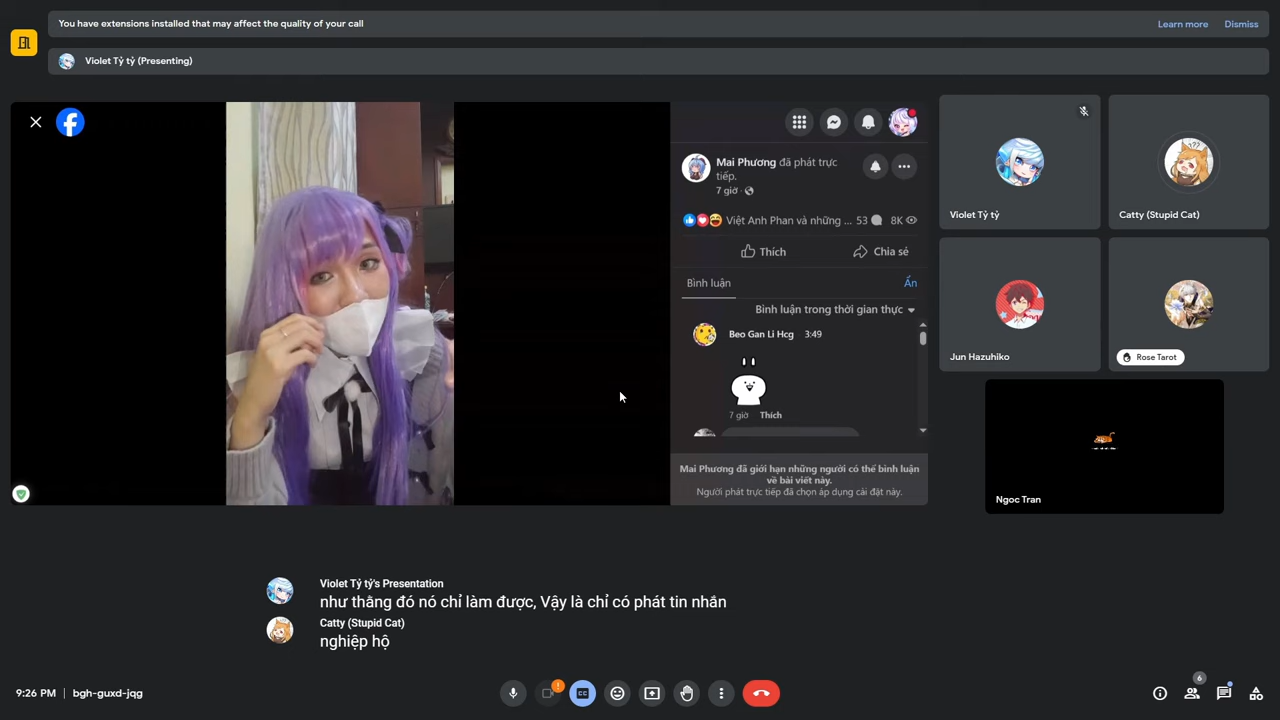 You have extensions installed that may affect the quality of your call
Learn more
Dismiss
Violet Tỷ tỷ (Presenting)
Mai Phương đã phát trực
tiếp.
7 giờ
Việt Anh Phan và những ...
53
8K
Thích
Chia sẻ
Bình luận
Ẩn
Bình luận trong thời gian thực
Beo Gan Li Hcg 3:49
7 giờ Thích
Mai Phương đã giới hạn những người có thể bình luận
về bài viết này.
Người phát trực tiếp đã chọn áp dụng cài đặt này.
Violet Tỷ tỷ
???
Catty (Stupid Cat)
Jun Hazuhiko
Rose Tarot
Ngoc Tran
Violet Tỷ tỷ's Presentation
như thằng đó nó chỉ làm được, Vậy là chỉ có phát tin nhắn
Catty (Stupid Cat)
nghiệp hộ
9:26 PM
bgh-guxd-jqg
CC
6